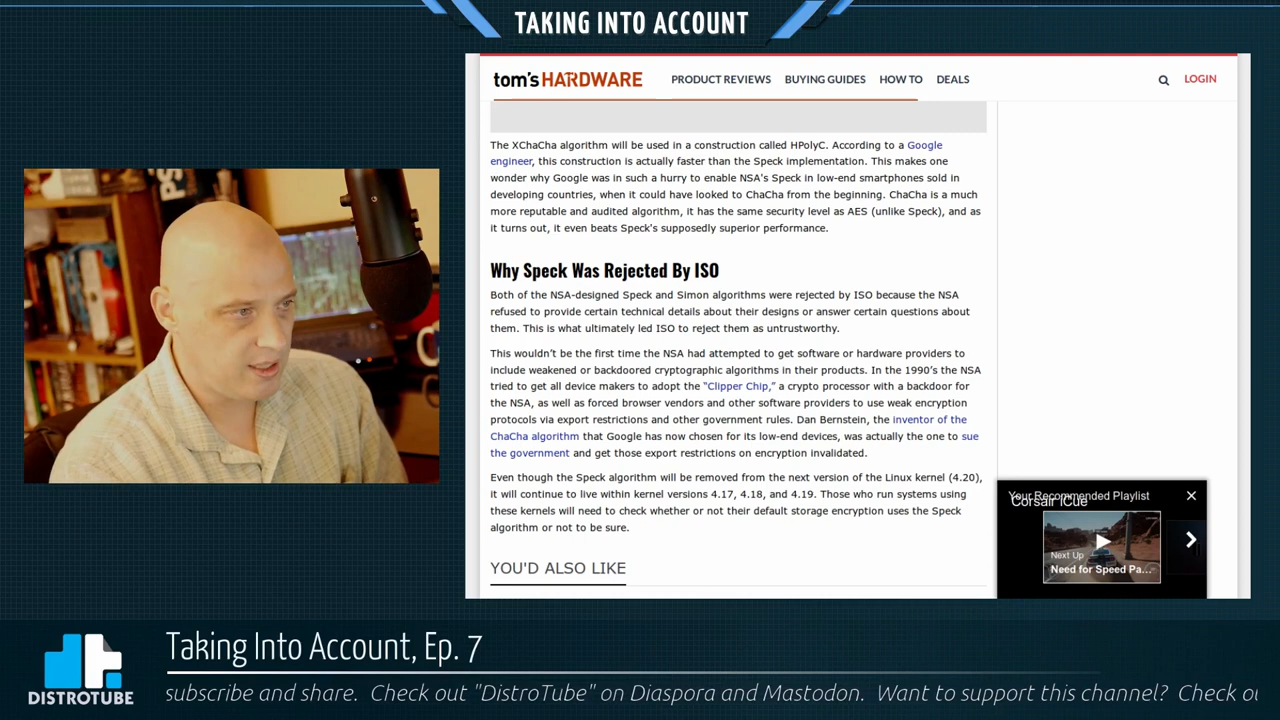 TAKING INTO ACCOUNT
tom's HARDWARE
PRODUCT REVIEWS BUYING GUIDES HOW TO DEALS
LOGIN
The XChaCha algorithm will be used in a construction called HPolyC. According to a Google
engineer, this construction is actually faster than the Speck implementation. This makes one
wonder why Google was in such a hurry to enable NSA's Speck in low-end smartphones sold in
developing countries, when it could have looked to ChaCha from the beginning. ChaCha is a much
more reputable and audited algorithm, it has the same security level as AES (unlike Speck), and as
it turns out, it even beats Speck's supposedly superior performance.
Why Speck Was Rejected By ISO
Both of the NSA-designed Speck and Simon algorithms were rejected by ISO because the NSA
refused to provide certain technical details about their designs or answer certain questions about
them. This is what ultimately led ISO to reject them as untrustworthy.
This wouldn't be the first time the NSA had attempted to get software or hardware providers to
include weakened or backdoored cryptographic algorithms in their products. In the 1990's the NSA
tried to get all device makers to adopt the "Clipper Chip," a crypto processor with a backdoor for
the NSA, as well as forced browser vendors and other software providers to use weak encryption
protocols via export restrictions and other government rules. Dan Bernstein, the inventor of the
ChaCha algorithm that Google has now chosen for its low-end devices, was actually the one to sue
the government and get those export restrictions on encryption invalidated.
Even though the Speck algorithm will be removed from the next version of the Linux kernel (4.20),
it will continue to live within kernel versions 4.17, 4.18, and 4.19. Those who run systems using
these kernels will need to check whether or not their default storage encryption uses the Speck
algorithm or not to be sure.
YOU'D ALSO LIKE
Your Recommended Playlist
Corsair iCue
Next Up
Need for Speed Pa...
Taking Into Account, Ep. 7
DISTROTUBE
subscribe and share. Check out "DistroTube" on Diaspora and Mastodon. Want to support this channel? Check ou